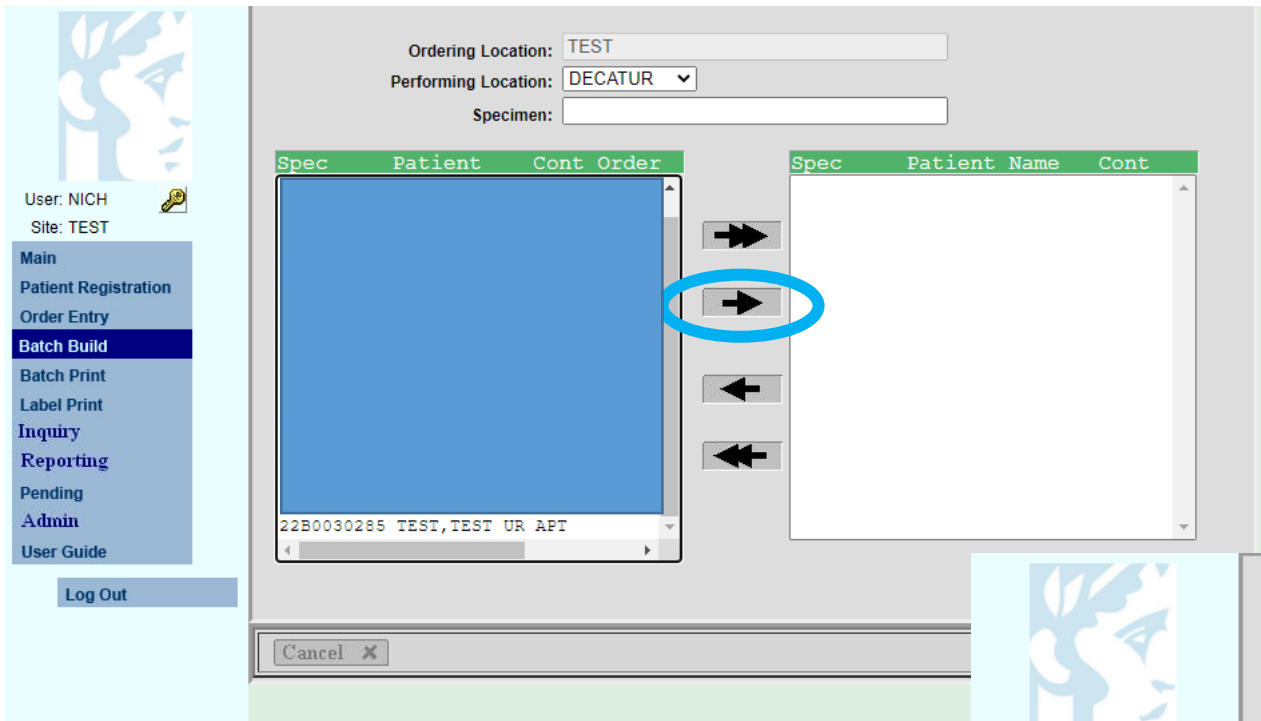 Ordering Location: TEST
Performing Location: DECATUR
Specimen:
Spec Patient Cont Order
Spec Patient Name Cont
User: NICH
Site: TEST
Main
Patient Registration
Order Entry
Batch Build
Batch Print
Label Print
Inquiry
Reporting
Pending
Admin
User Guide
Log Out
22B0030285 TEST,TEST UR APT
Cancel